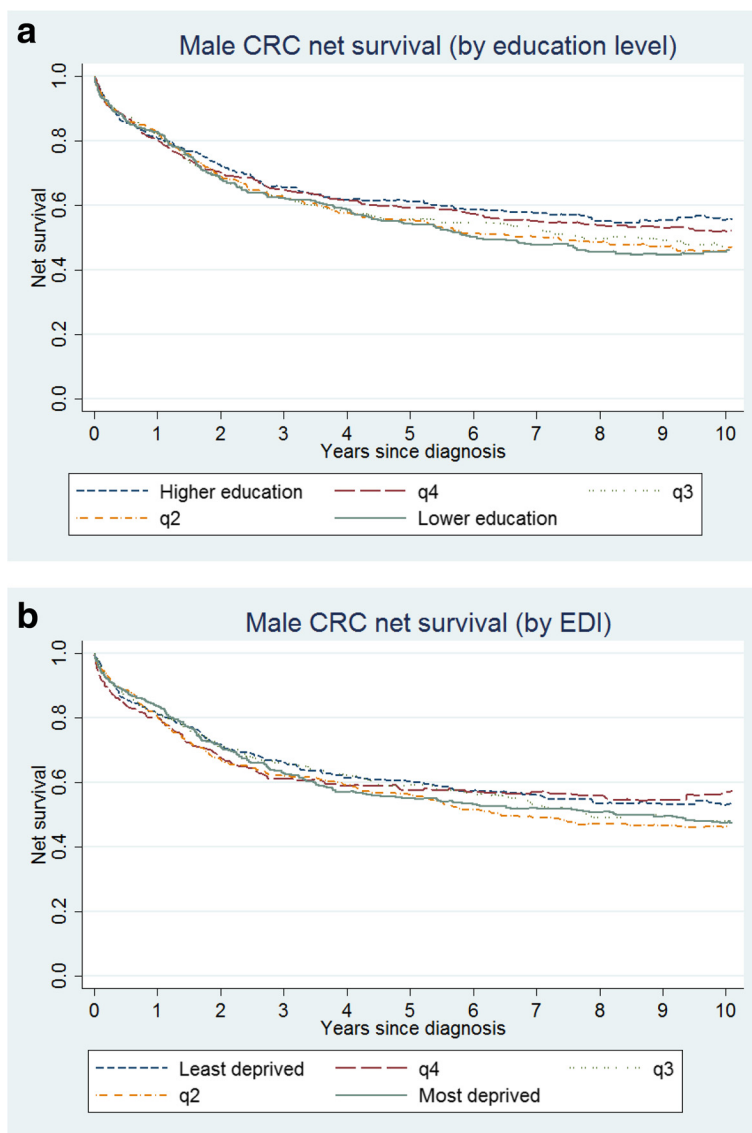 a
Male CRC net survival (by education level)
Net survival
1.0
0.8
0.6
0.4
0.2
0.0
0 1 2 3 4 5 6 7 8 9 10
Years since diagnosis
Higher education q4 q3
q2 Lower education
b
Male CRC net survival (by EDI)
Net survival
1.0
0.8
0.6
0.4
0.2
0.0
0 1 2 3 4 5 6 7 8 9 10
Years since diagnosis
Least deprived q4 q3
q2 Most deprived